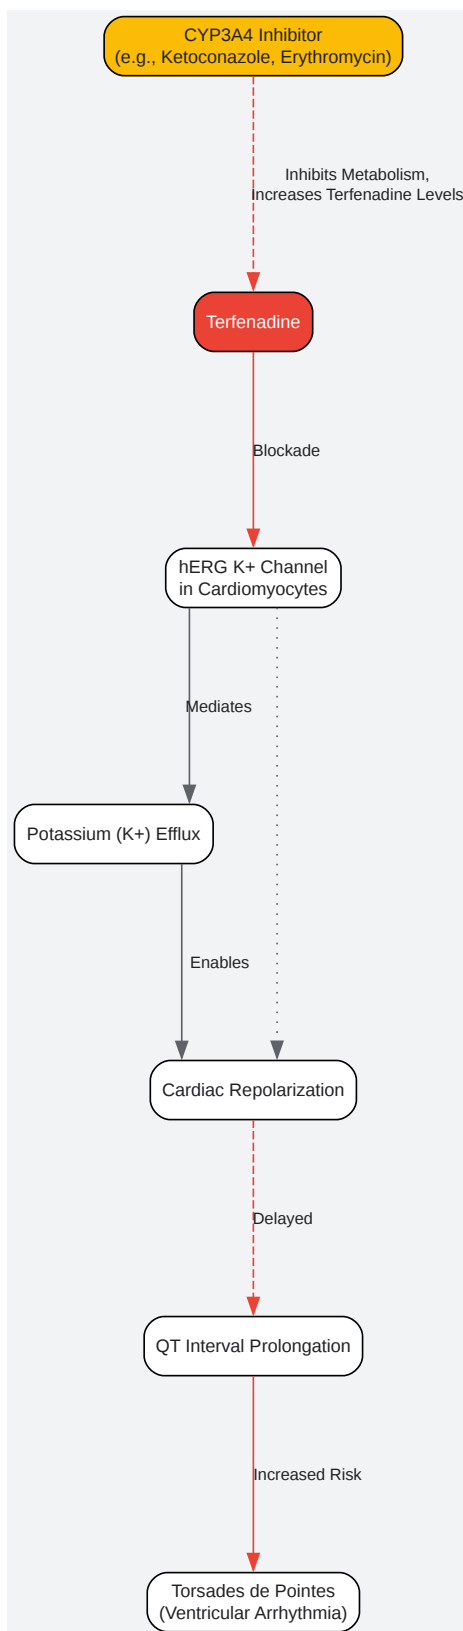 CYP3A4 Inhibitor
(e.g., Ketoconazole, Erythromycin)
Inhibits Metabolism,
Increases Terfenadine Levels
Terfenadine
Blockade
hERG K+ Channel
in Cardiomyocytes
Mediates
Potassium (K+) Efflux
Enables
Cardiac Repolarization
Delayed
QT Interval Prolongation
Increased Risk
Torsades de Pointes
(Ventricular Arrhythmia)